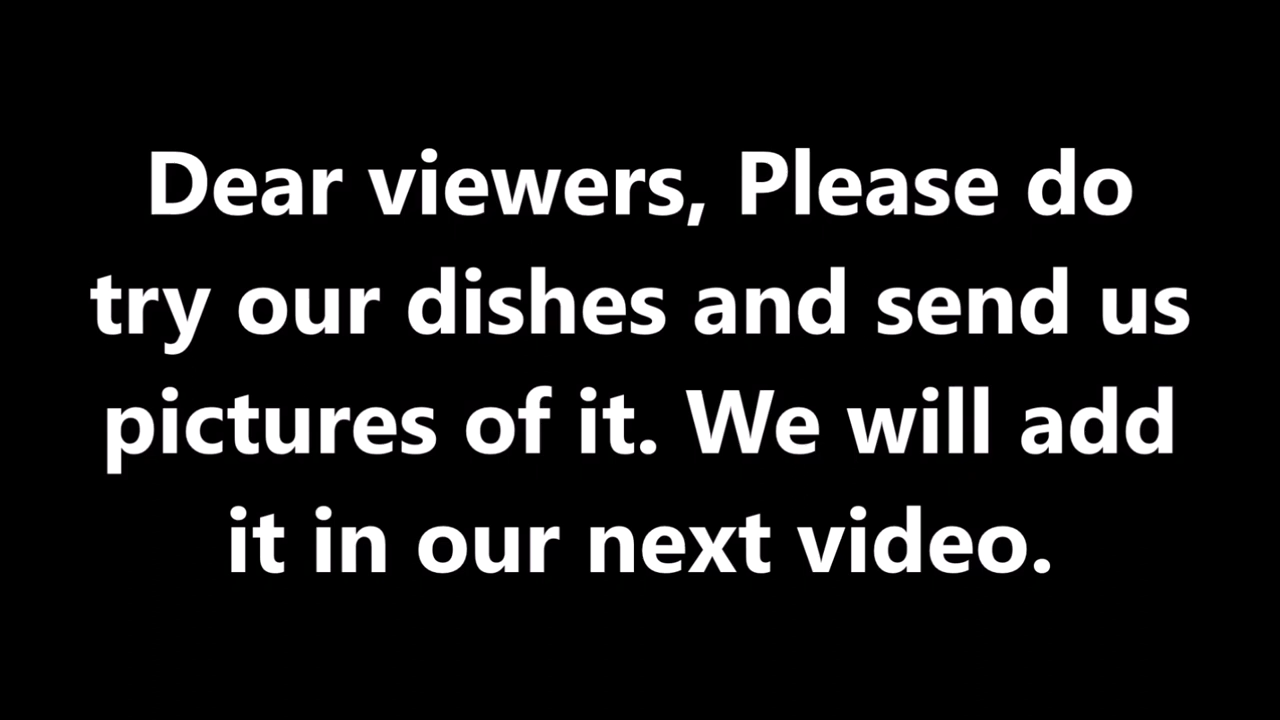 Dear viewers, Please do
try our dishes and send us
pictures of it. We will add
it in our next video.